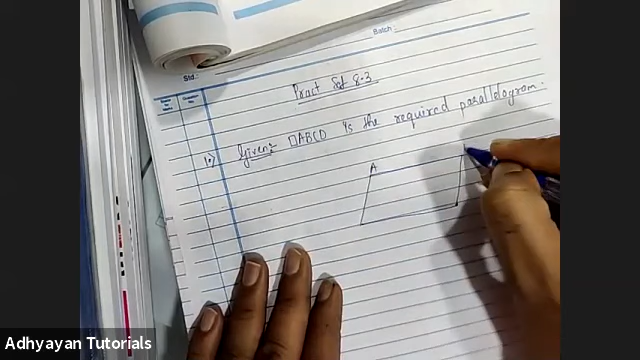 Batch:
Std.:
Pract Set 8.3
1•) Given:- □ABCD is the required parallelogram.
A
Adhyayan Tutorials